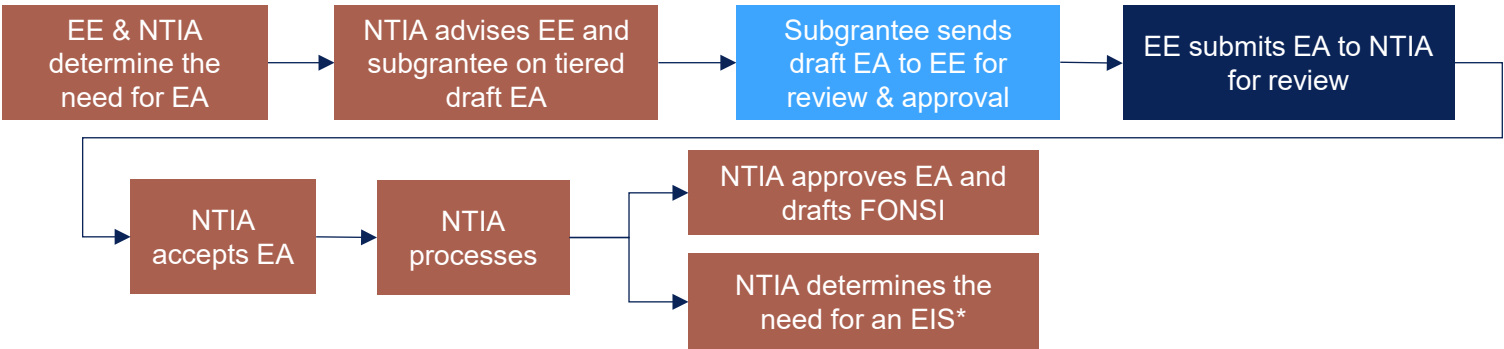 EE & NTIA
determine the
need for EA
NTIA advises EE and
subgrantee on tiered
draft EA
Subgrantee sends
draft EA to EE for
review & approval
EE submits EA to NTIA
for review
NTIA
accepts EA
NTIA
processes
NTIA approves EA and
drafts FONSI
NTIA determines the
need for an EIS*